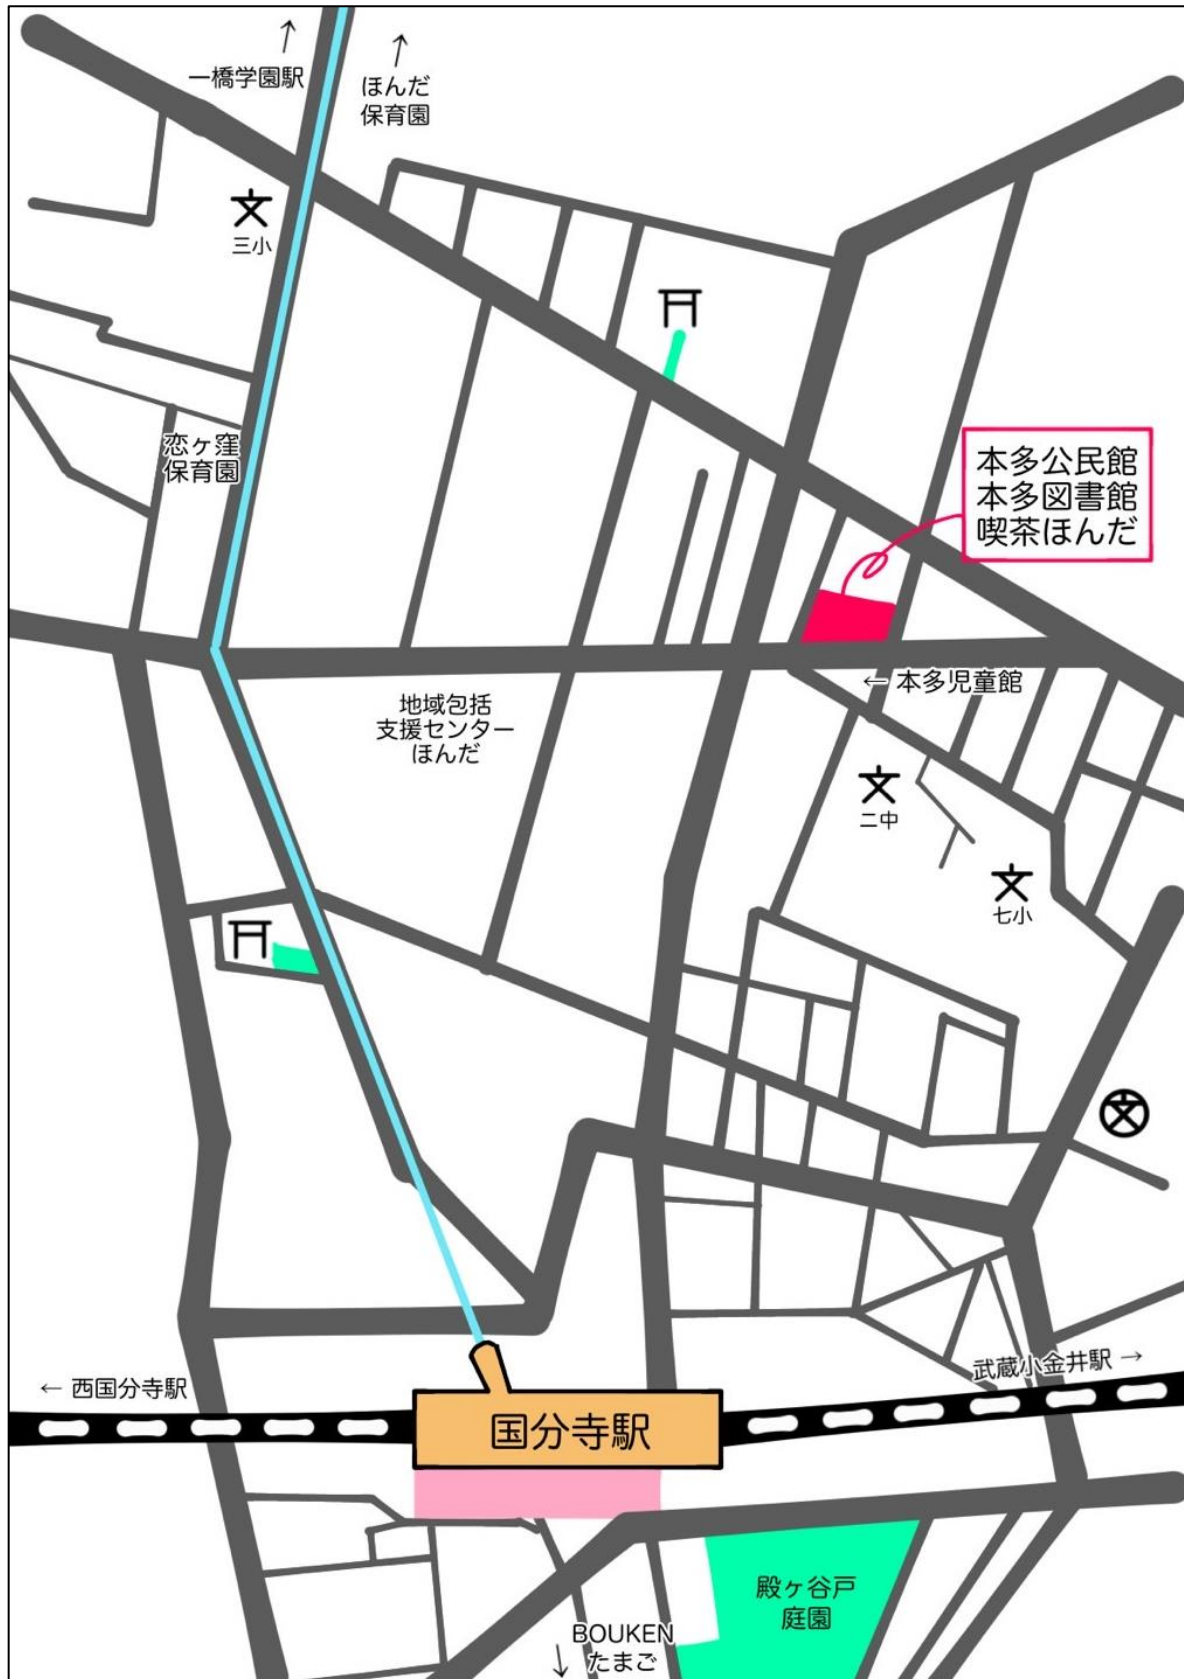 一橋学園駅
ほんだ
保育園
三小
恋ヶ窪
保育園
本多公民館
本多図書館
喫茶ほんだ
← 本多児童館
地域包括
支援センター
ほんだ
二中
七小
← 西国分寺駅
武蔵小金井駅 →
国分寺駅
殿ヶ谷戸
庭園
BOUKEN
たまご